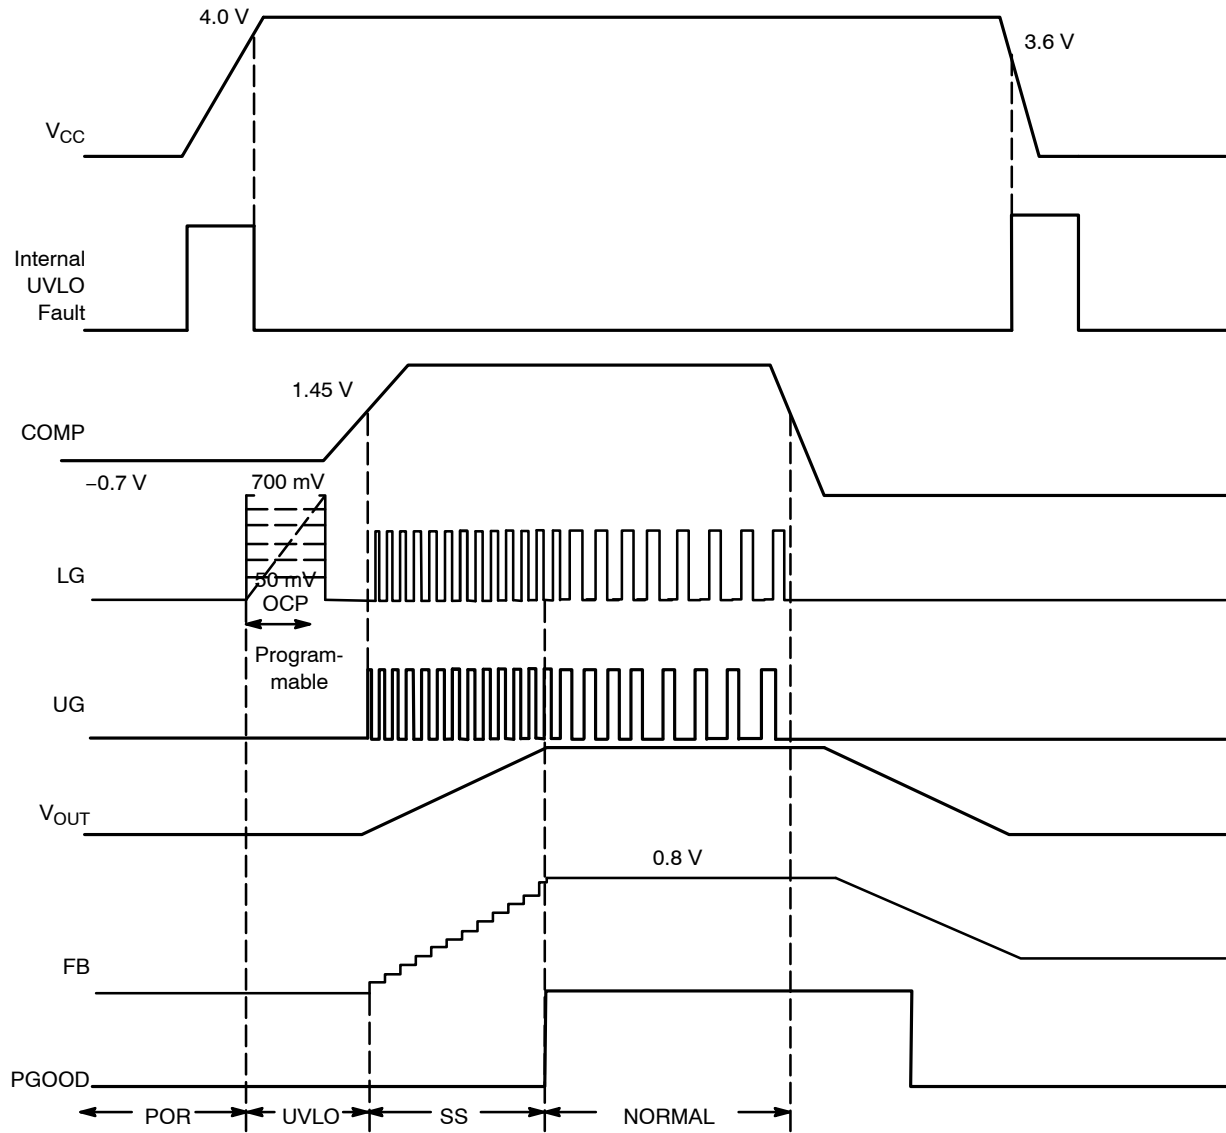 4.0 V
3.6 V
VCC
Internal
UVLO
Fault
1.45 V
COMP
−0.7 V
700 mV
LG
50 mV
OCP
Program-
mable
UG
VOUT
0.8 V
FB
PGOOD
POR
UVLO
SS
NORMAL